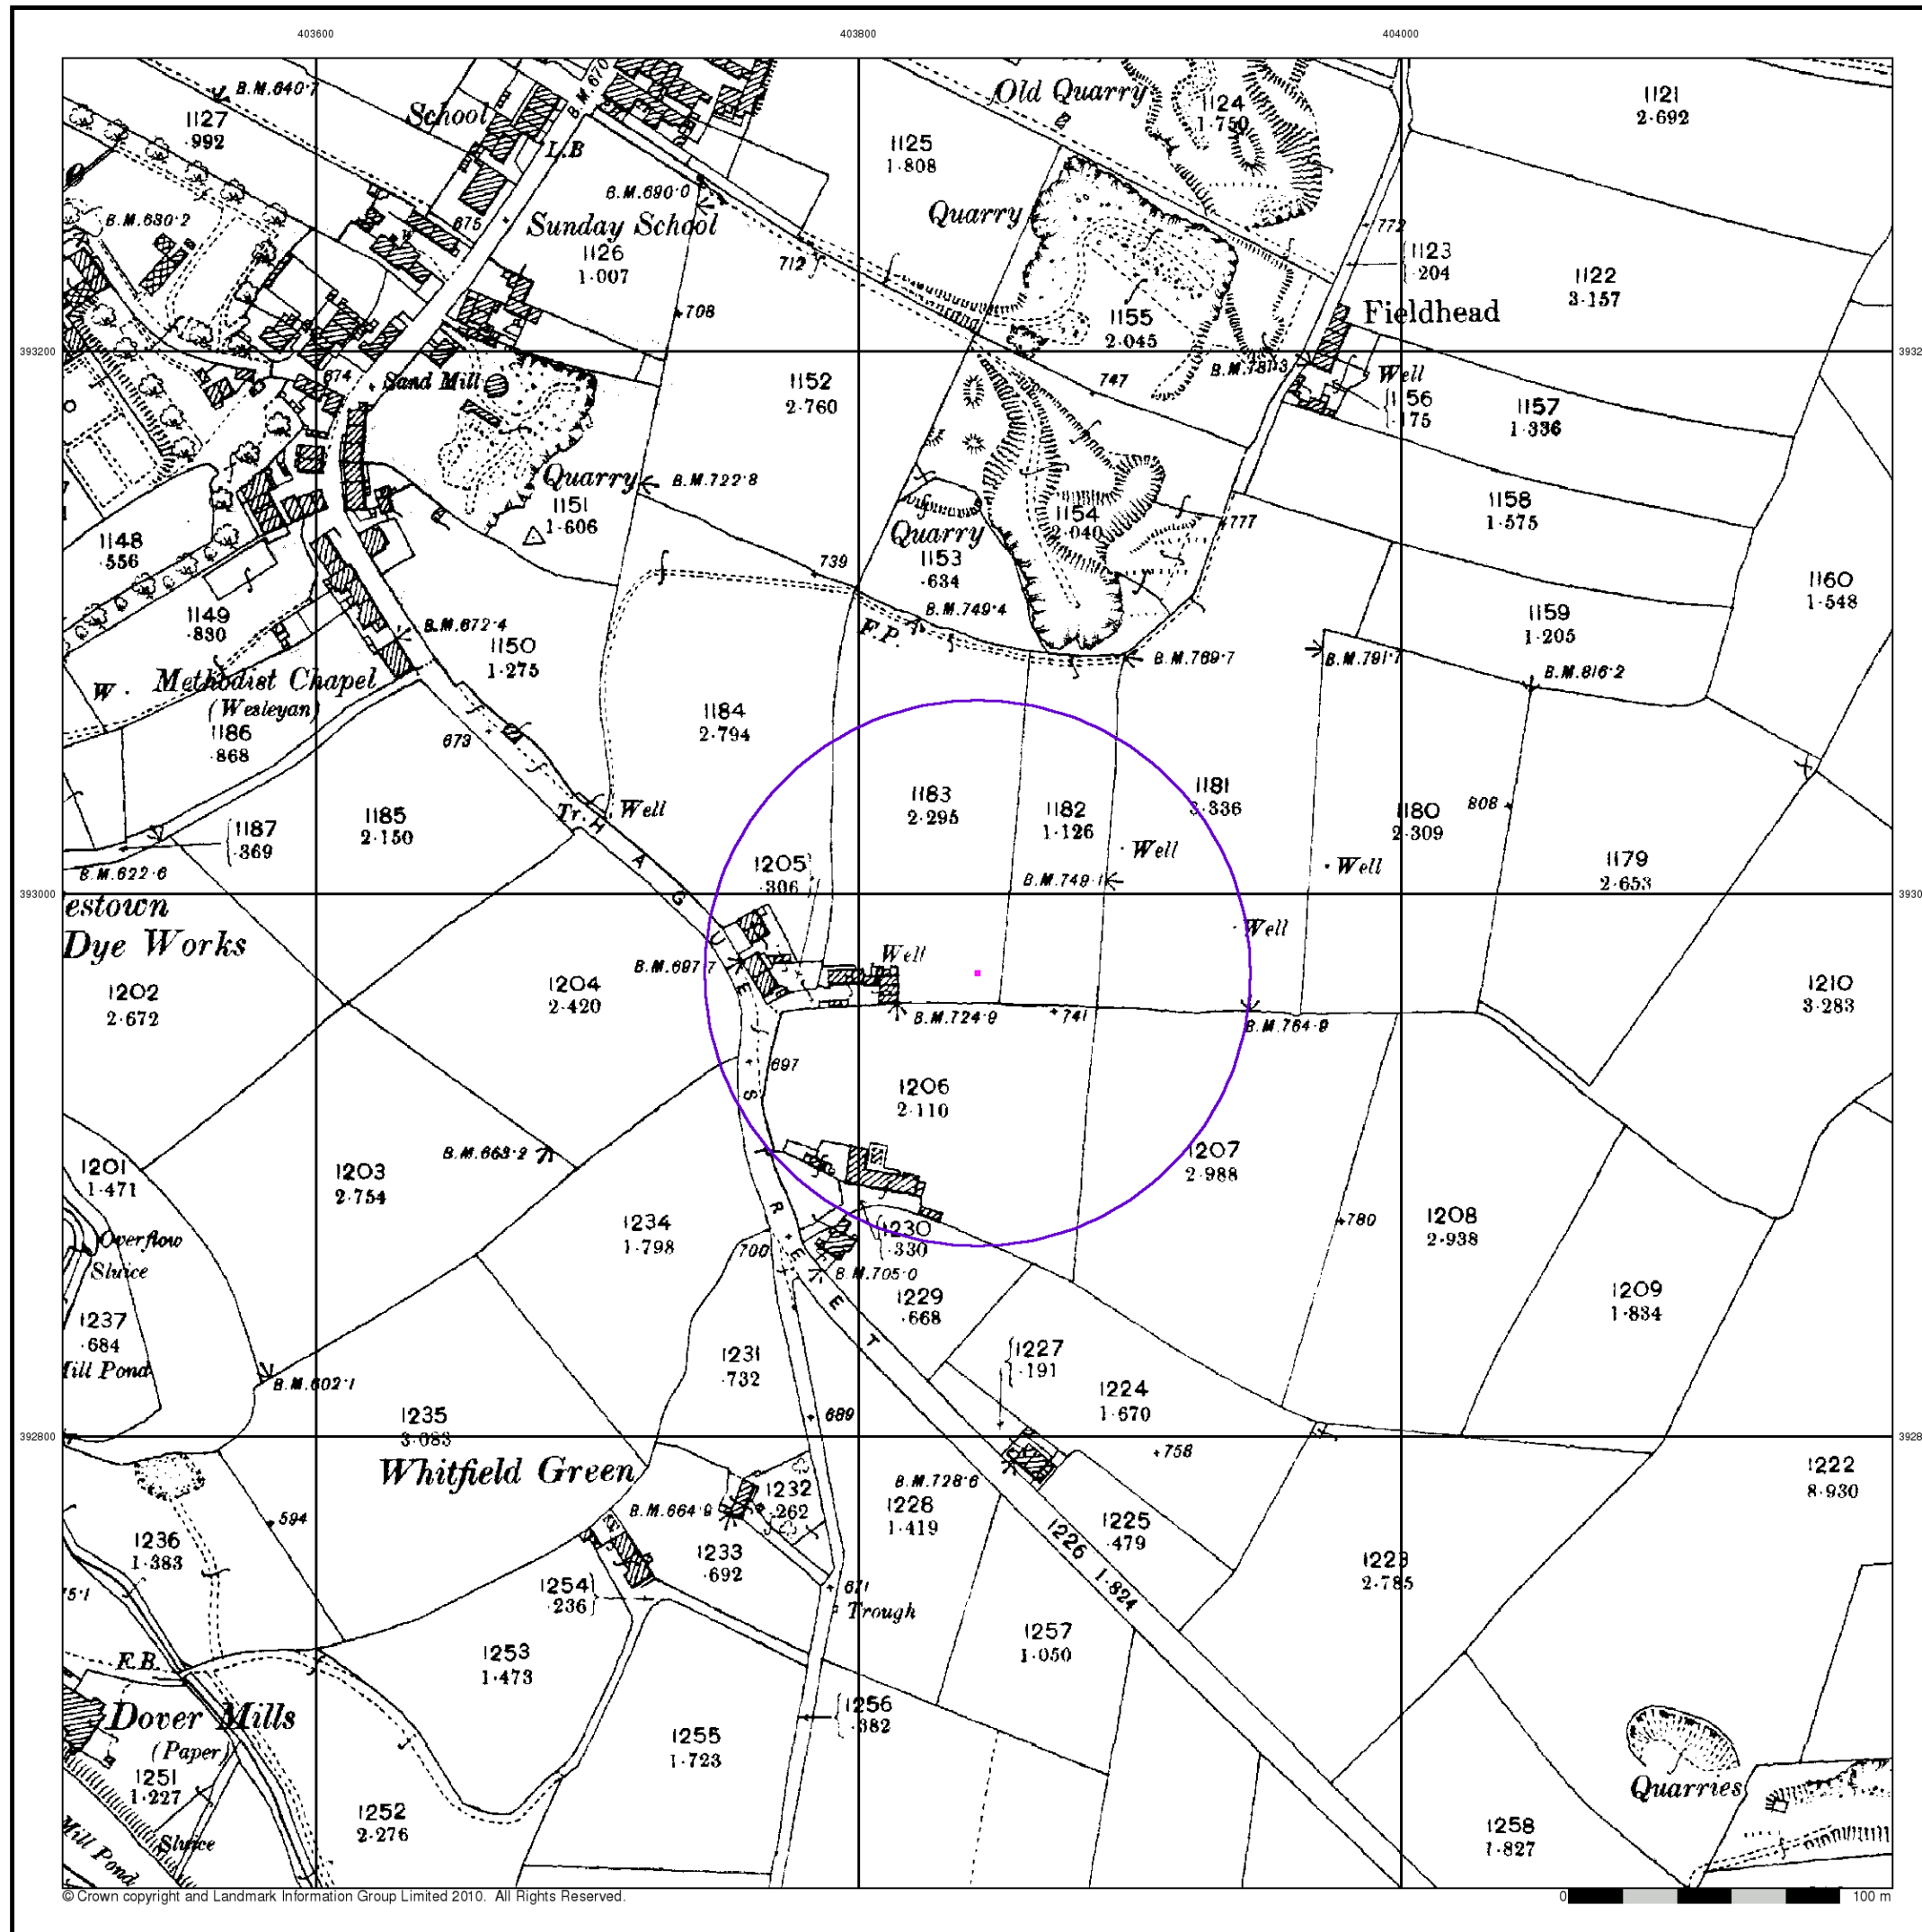 403600
403800
404000
B.M.640·7
1127
·992
School
B.M.670
L.B
B.M.690·0
B.M.680·2
675
Sunday School
1126
1·007
712
708
1125
1·808
Old Quarry
1124
1·750
1121
2·692
Quarry
772
1123
·204
1122
3·157
Fieldhead
1155
2·045
393200
674
Sand Mill
1152
2·760
747
B.M.781·3
Well
1156
·175
1157
1·336
Quarry
B.M.722·8
1151
1·606
1148
·556
Quarry
1154
2·040
777
1158
1·575
739
1153
·634
B.M.749·4
F.P.
1149
·830
B.M.672·4
1150
1·275
1160
1·548
1159
1·205
B.M.769·7
B.M.791·7
B.M.816·2
W.
Methodist Chapel
(Wesleyan)
1186
·868
673
1184
2·794
1187
·369
1185
2·150
Tr.
Well
HAGUE STREET
1183
2·295
1182
1·126
1181
3·336
1180
2·309
808
Well
Well
1179
2·653
B.M.622·6
1205
·306
B.M.749·1
393000
estown
Dye Works
Well
B.M.697·7
Well
1202
2·672
1204
2·420
1210
3·283
B.M.724·9
741
B.M.764·9
697
1206
2·110
B.M.663·2
1201
1·471
1203
2·754
1207
2·988
Overflow
Sluice
1234
1·798
700
1230
·330
780
1208
2·938
B.M.705·0
1229
·668
1209
1·834
1237
·684
Mill Pond
B.M.602·1
1231
·732
1227
·191
1224
1·670
1235
3·083
689
392800
Whitfield Green
1232
·262
B.M.664·9
B.M.728·6
1228
1·419
758
1222
8·930
594
1236
1·383
1233
·692
1226
1·824
1225
·479
1223
2·785
1254
·236
671
Trough
1253
1·473
1257
1·050
F.B.
Dover Mills
(Paper)
1251
1·227
1256
·382
1255
1·723
Quarries
1252
2·276
Sluice
Mill Pond
1258
1·827
© Crown copyright and Landmark Information Group Limited 2010. All Rights Reserved.
0
100 m